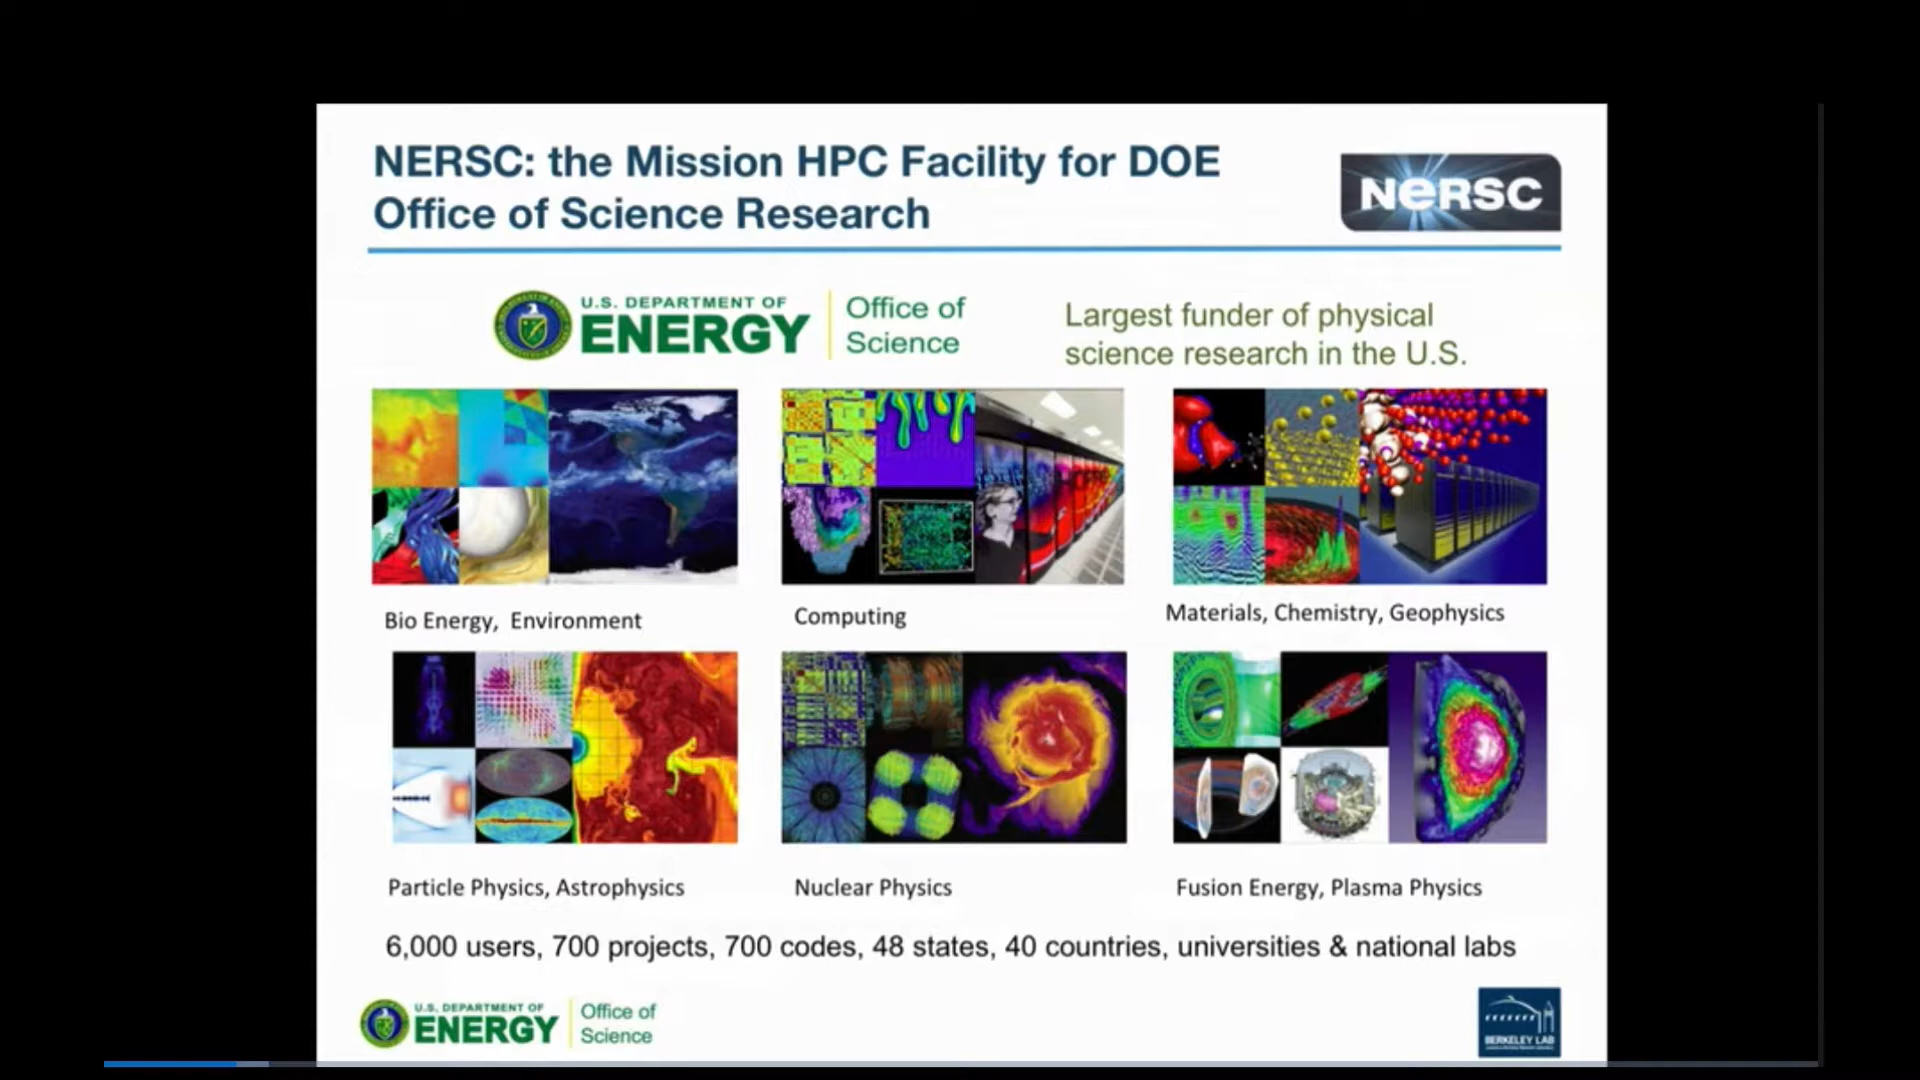 NERSC: the Mission HPC Facility for DOE
Office of Science Research
NERSC
U.S. DEPARTMENT OF
ENERGY
Office of
Science
Largest funder of physical
science research in the U.S.
Bio Energy, Environment
Computing
Materials, Chemistry, Geophysics
Particle Physics, Astrophysics
Nuclear Physics
Fusion Energy, Plasma Physics
6,000 users, 700 projects, 700 codes, 48 states, 40 countries, universities & national labs
U.S. DEPARTMENT OF
ENERGY
Office of
Science
BERKELEY LAB